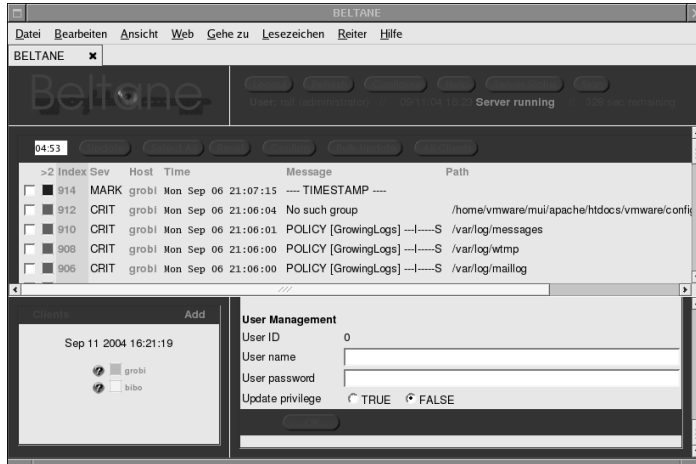 BELTANE
Datei Bearbeiten Ansicht Web Gehe zu Lesezeichen Reiter Hilfe
BELTANE
Beltane
Server running
04:53
>2 Index Sev Host Time Message Path
914 MARK grobi Mon Sep 06 21:07:15 ---- TIMESTAMP ----
912 CRIT grobi Mon Sep 06 21:06:04 No such group /home/vmware/mui/apache/htdocs/vmware/config
910 CRIT grobi Mon Sep 06 21:06:01 POLICY [GrowingLogs] ---I-----S /var/log/messages
908 CRIT grobi Mon Sep 06 21:06:00 POLICY [GrowingLogs] ---I-----S /var/log/wtmp
906 CRIT grobi Mon Sep 06 21:06:00 POLICY [GrowingLogs] ---I-----S /var/log/maillog
Clients Add
Sep 11 2004 16:21:19
grobi
bibo
User Management
User ID 0
User name
User password
Update privilege TRUE FALSE